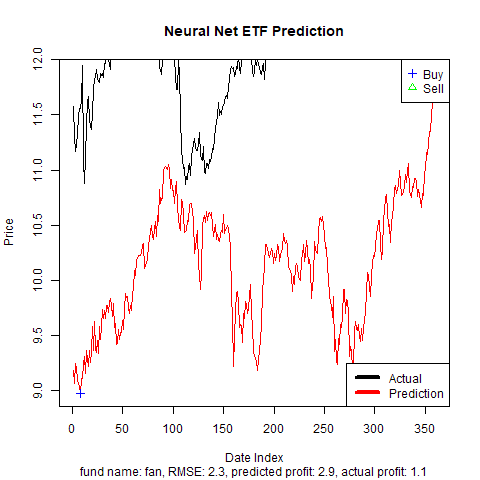 Neural Net ETF Prediction
Buy
Sell
12.0
11.5
11.0
10.5
10.0
9.5
9.0
Price
Actual
Prediction
0 50 100 150 200 250 300 350
Date Index
fund name: fan, RMSE: 2.3, predicted profit: 2.9, actual profit: 1.1